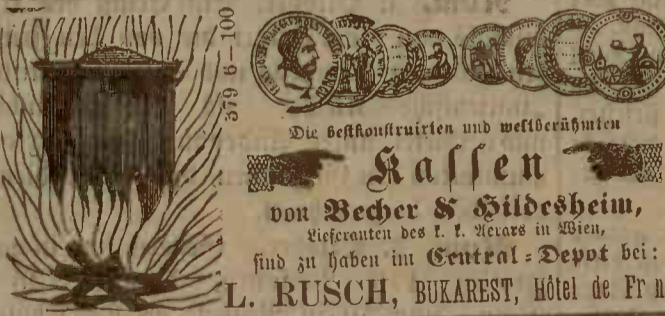 379 6—100
Die bestkonstruirten und weltberühmten
Kassen
von Becher & Hildesheim,
Lieferanten des k. k. Aerars in Wien,
sind zu haben im Central-Depot bei:
L. RUSCH, BUKAREST, Hôtel de Fr n